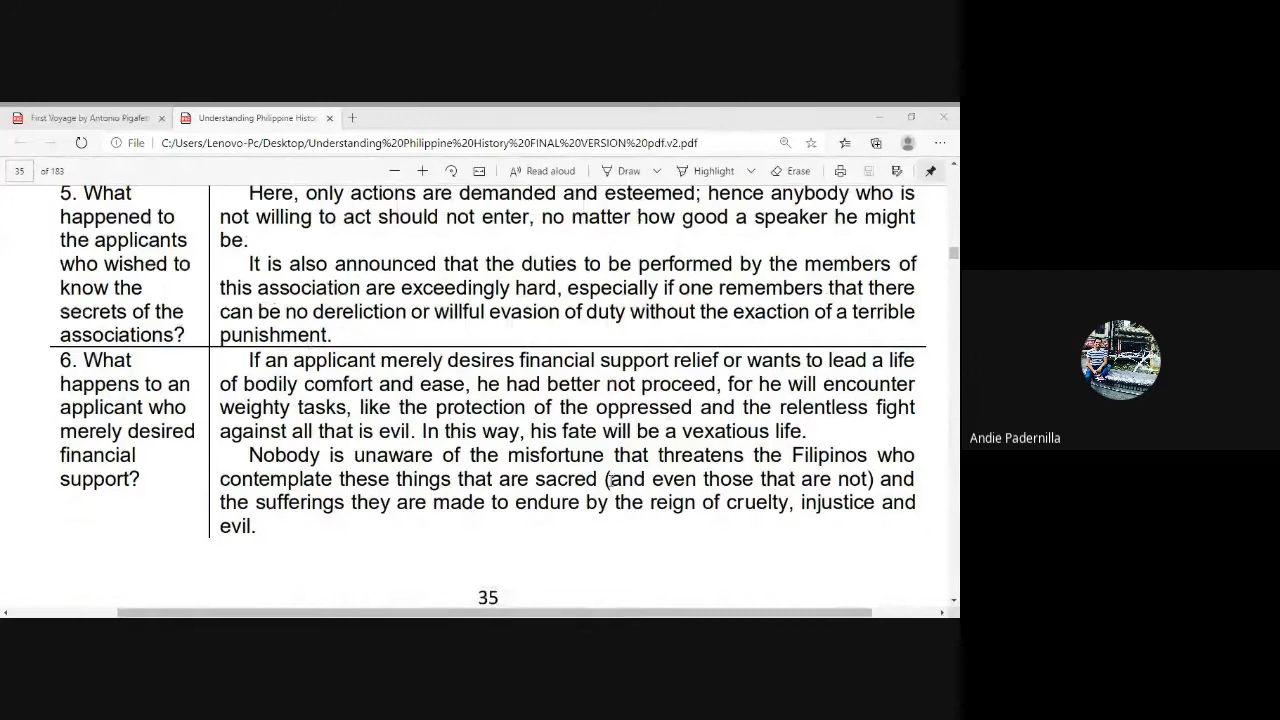 First Voyage by Antonio Pigafet
Understanding Philippine Histo
File
C:/Users/Lenovo-Pc/Desktop/Understanding%20Philippine%20History%20FINAL%20VERSION%20pdf.v2.pdf
35 of 183
Read aloud
Draw
Highlight
Erase
5. What happened to the applicants who wished to know the secrets of the associations?
Here, only actions are demanded and esteemed; hence anybody who is
not willing to act should not enter, no matter how good a speaker he might
be.
It is also announced that the duties to be performed by the members of
this association are exceedingly hard, especially if one remembers that there
can be no dereliction or willful evasion of duty without the exaction of a terrible
punishment.
6. What happens to an applicant who merely desired financial support?
If an applicant merely desires financial support relief or wants to lead a life
of bodily comfort and ease, he had better not proceed, for he will encounter
weighty tasks, like the protection of the oppressed and the relentless fight
against all that is evil. In this way, his fate will be a vexatious life.
Nobody is unaware of the misfortune that threatens the Filipinos who
contemplate these things that are sacred (and even those that are not) and
the sufferings they are made to endure by the reign of cruelty, injustice and
evil.
35
Andie Padernilla